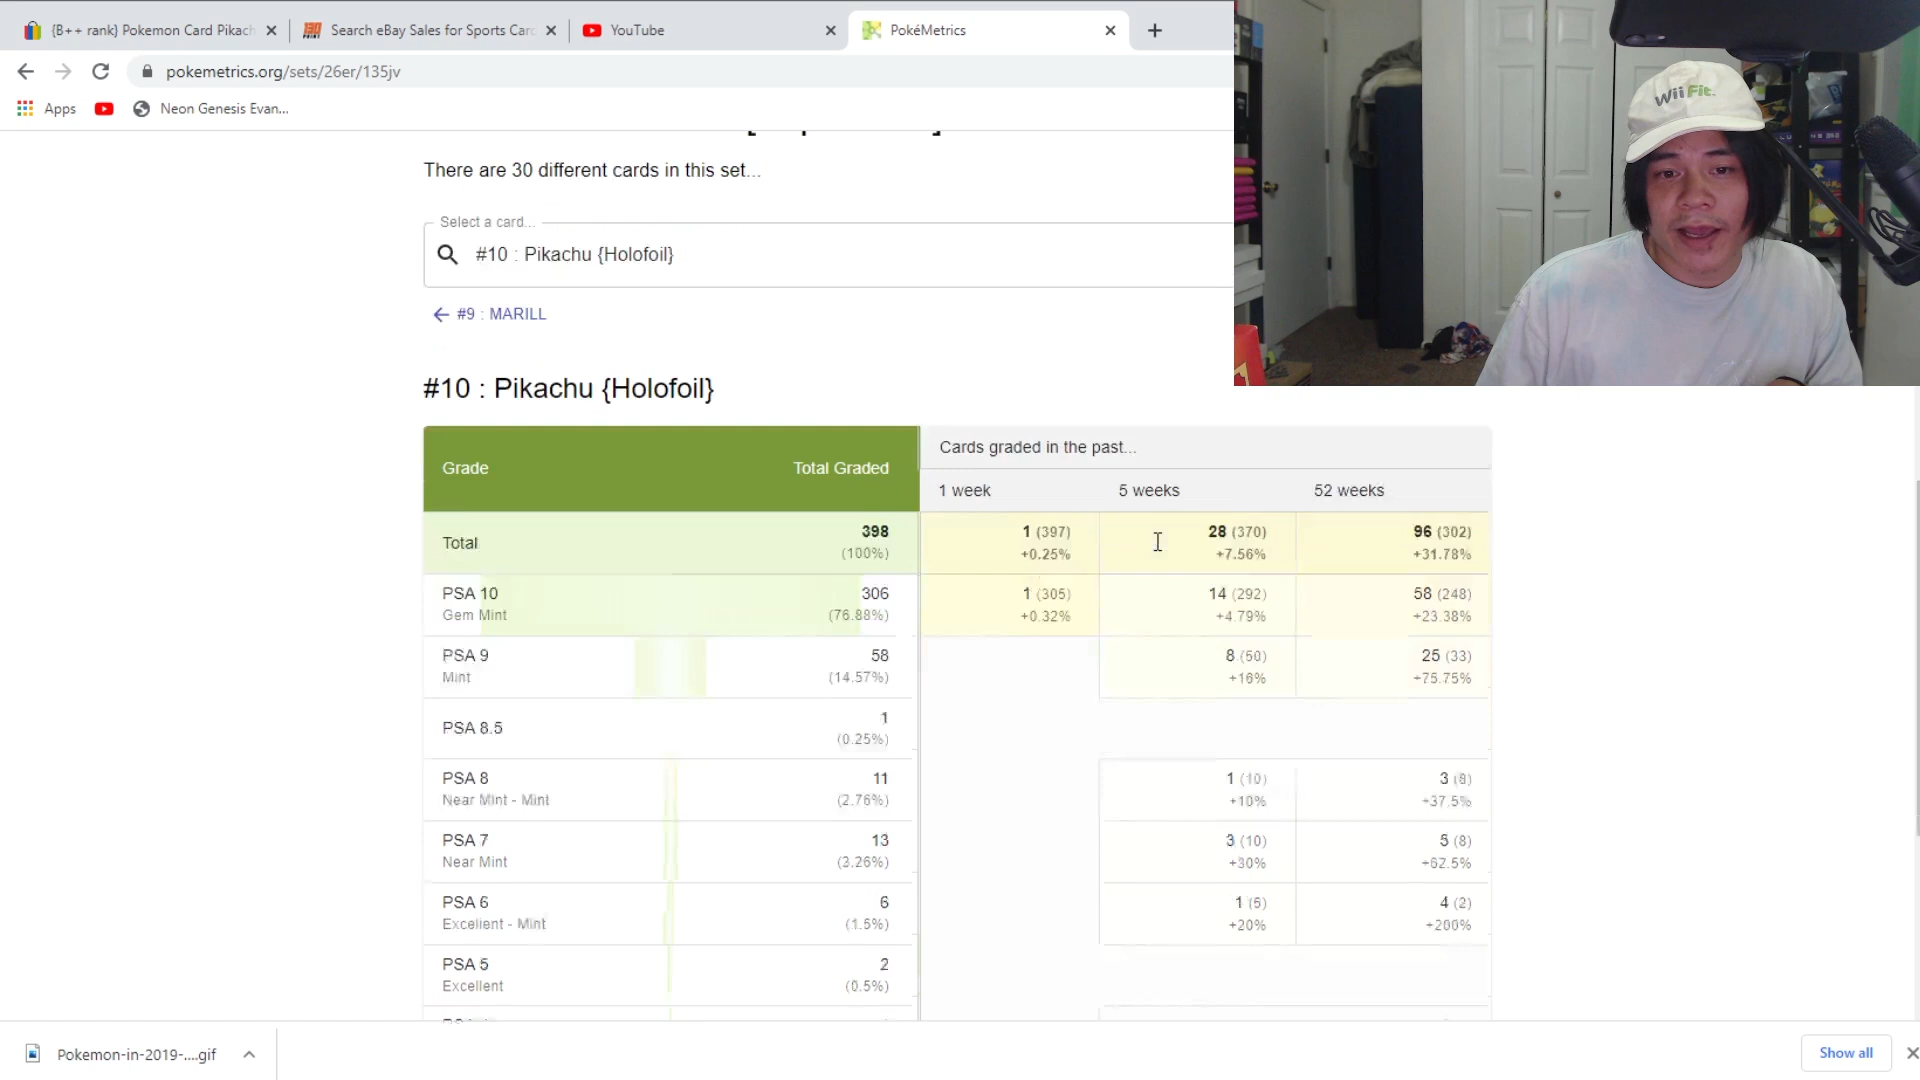 {B++ rank} Pokemon Card Pikach
Search eBay Sales for Sports Card
YouTube
PokéMetrics
pokemetrics.org/sets/26er/135jv
Apps
Neon Genesis Evan...
There are 30 different cards in this set...
Select a card...
#10 : Pikachu {Holofoil}
#9 : MARILL
#10 : Pikachu {Holofoil}
Grade Total Graded Cards graded in the past...
1 week 5 weeks 52 weeks
Total 398 1 (397) 28 (370) 96 (302)
(100%) +0.25% +7.56% +31.78%
PSA 10 306 1 (305) 14 (292) 58 (248)
Gem Mint (76.88%) +0.32% +4.79% +23.38%
PSA 9 58 8 (50) 25 (33)
Mint (14.57%) +16% +75.75%
PSA 8.5 1
(0.25%)
PSA 8 11 1 (10) 3 (8)
Near Mint - Mint (2.76%) +10% +37.5%
PSA 7 13 3 (10) 5 (8)
Near Mint (3.26%) +30% +62.5%
PSA 6 6 1 (5) 4 (2)
Excellent - Mint (1.5%) +20% +200%
PSA 5 2
Excellent (0.5%)
Pokemon-in-2019-....gif
Show all
Wii Fit.